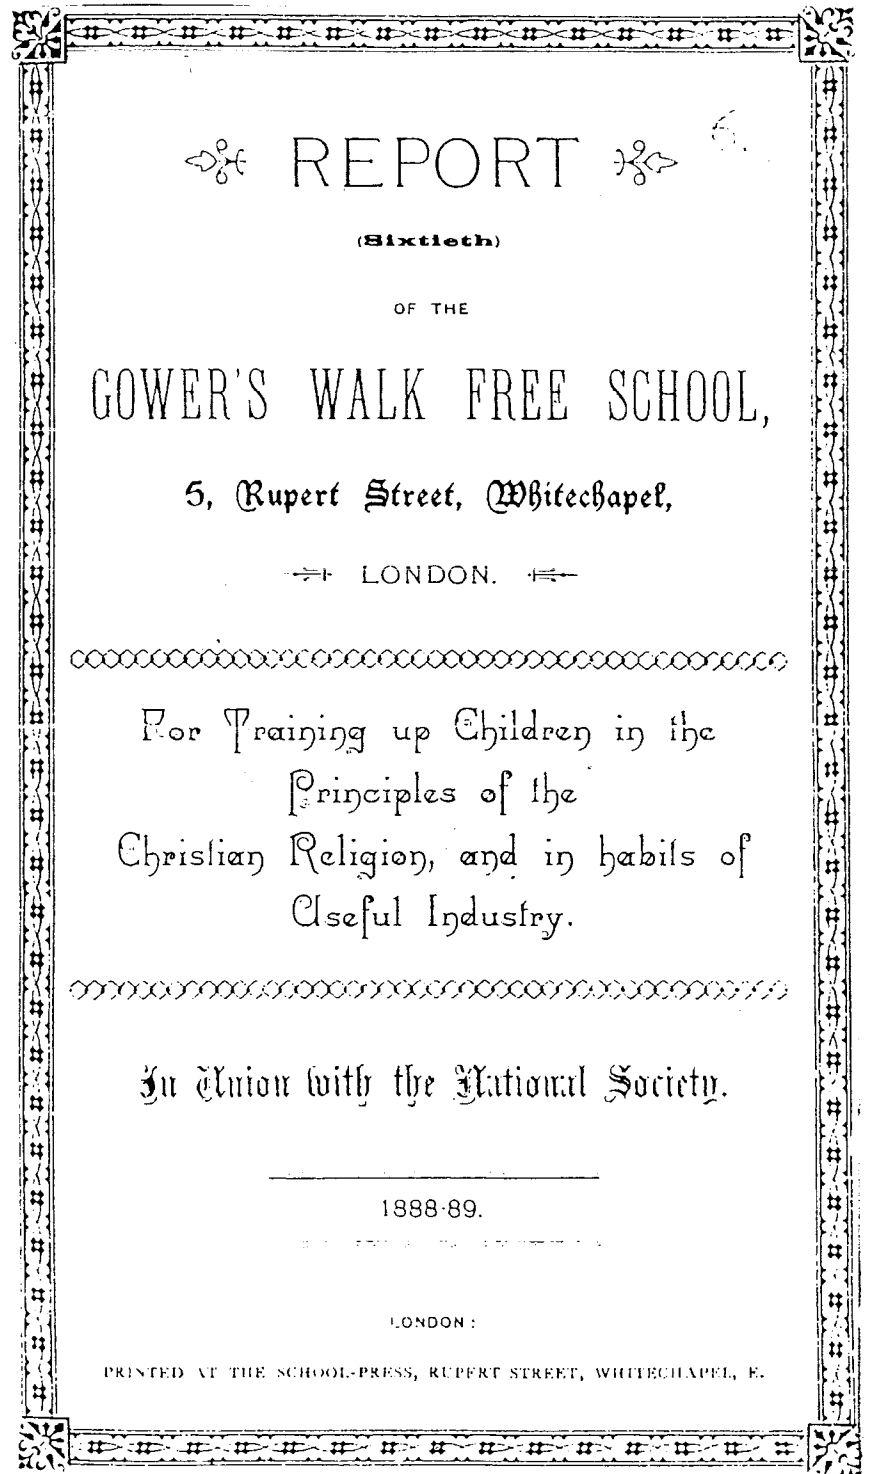 REPORT
(Sixtieth)
OF THE
GOWER'S WALK FREE SCHOOL,
5, Rupert Street, Whitechapel,
LONDON.
For Training up Children in the
Principles of the
Christian Religion, and in habits of
Useful Industry.
In Union with the National Society.
1888-89.
LONDON:
PRINTED AT THE SCHOOL-PRESS, RUPERT STREET, WHITECHAPEL, E.